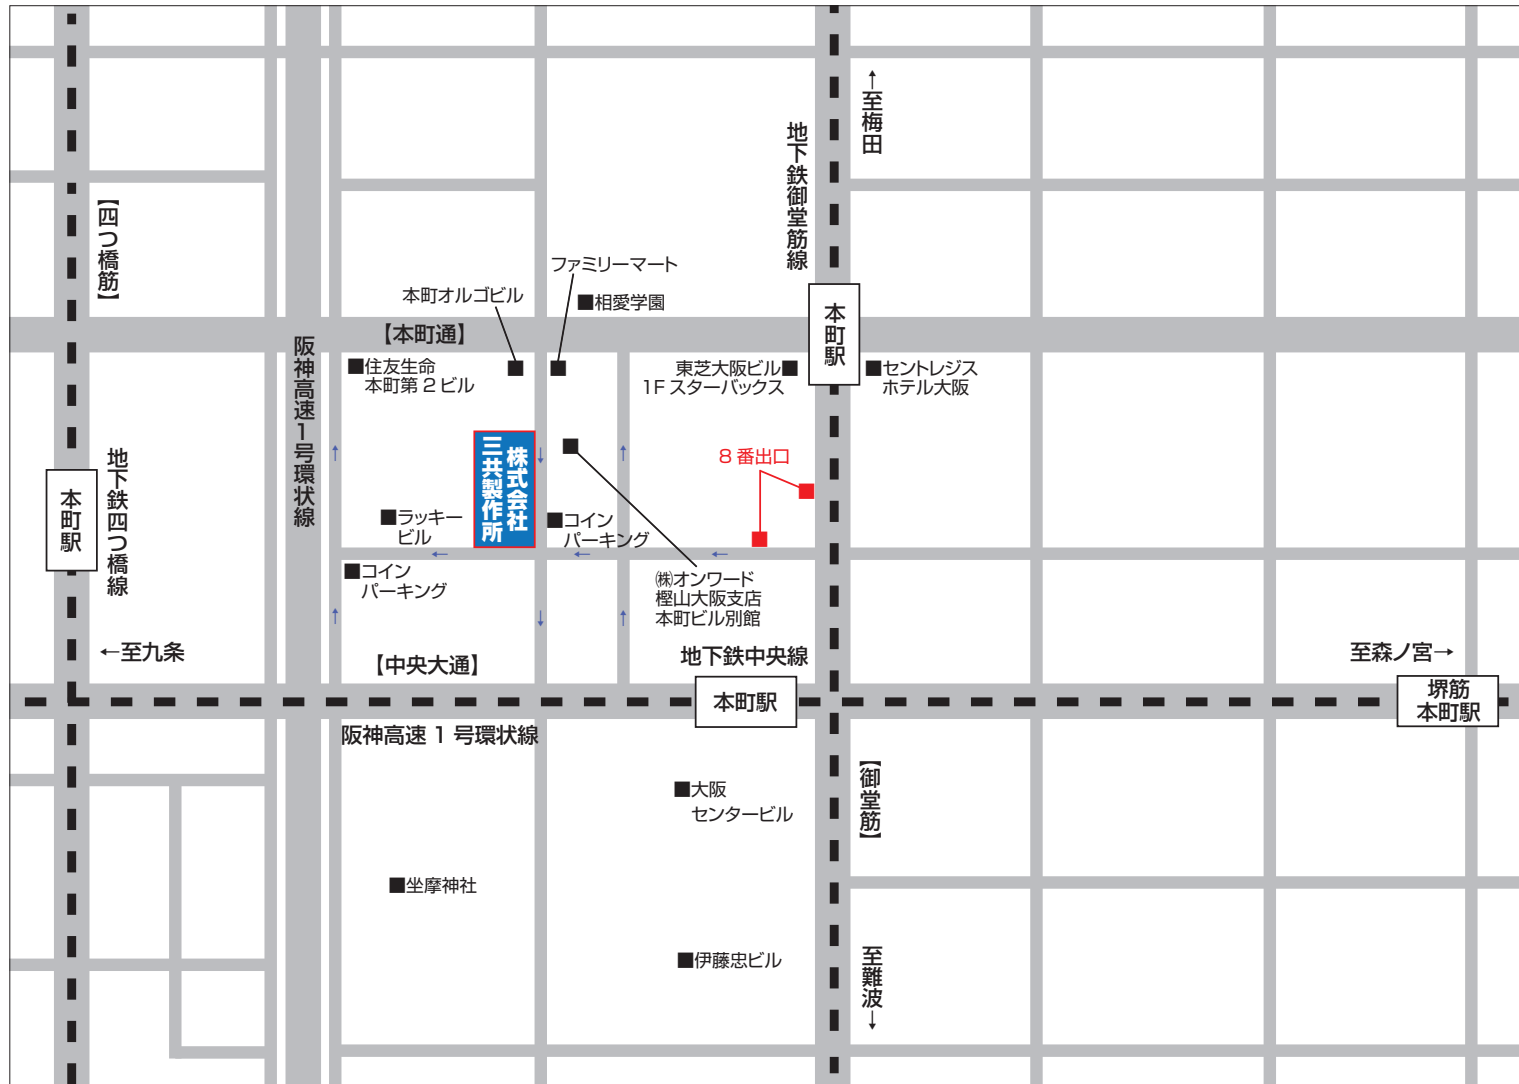 ↑至梅田
地下鉄御堂筋線
【四つ橋筋】
ファミリーマート
本町オルゴビル
■相愛学園
【本町通】
本町駅
阪神高速1号環状線
■住友生命
本町第2ビル
東芝大阪ビル■
1F スターバックス
■セントレジス
ホテル大阪
株式会社
三共製作所
8番出口
地下鉄四つ橋線
本町駅
■ラッキー
ビル
■コイン
パーキング
■コイン
パーキング
㈱オンワード
樫山大阪支店
本町ビル別館
←至九条
【中央大通】
地下鉄中央線
至森ノ宮→
本町駅
堺筋
本町駅
阪神高速 1 号環状線
【御堂筋】
■大阪
センタービル
■坐摩神社
■伊藤忠ビル
至難波↓